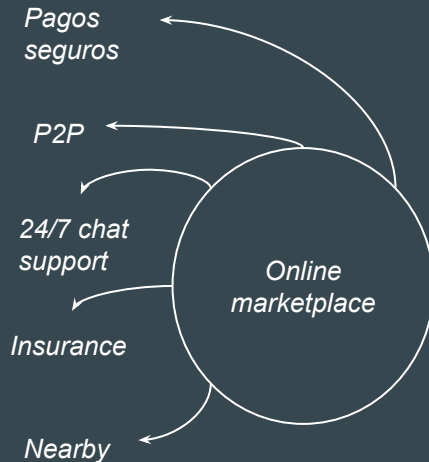 Pagos
seguros
P2P
24/7 chat
support
Online
marketplace
Insurance
Nearby